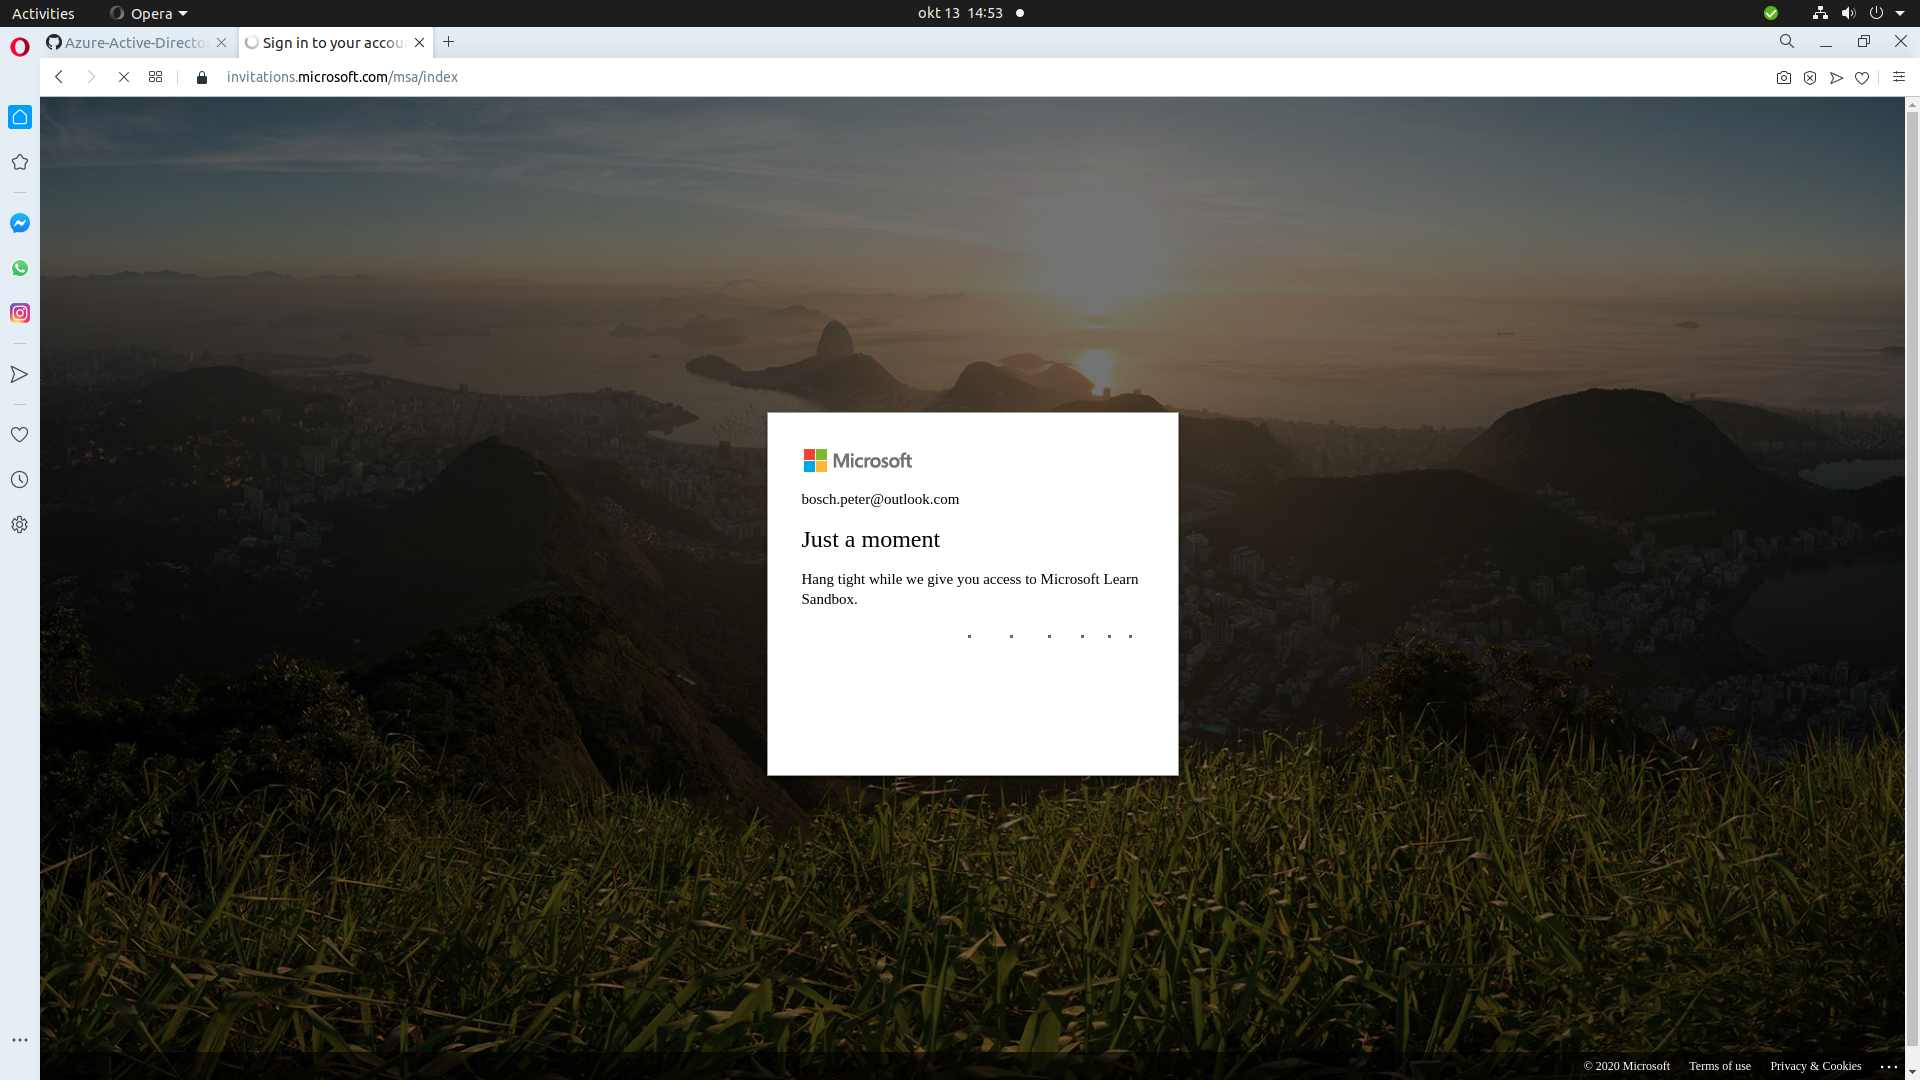 Activities
Opera
okt 13 14:53
Azure-Active-Directo
Sign in to your accou
invitations.microsoft.com/msa/index
Microsoft
bosch.peter@outlook.com
Just a moment
Hang tight while we give you access to Microsoft Learn
Sandbox.
© 2020 Microsoft
Terms of use
Privacy & Cookies